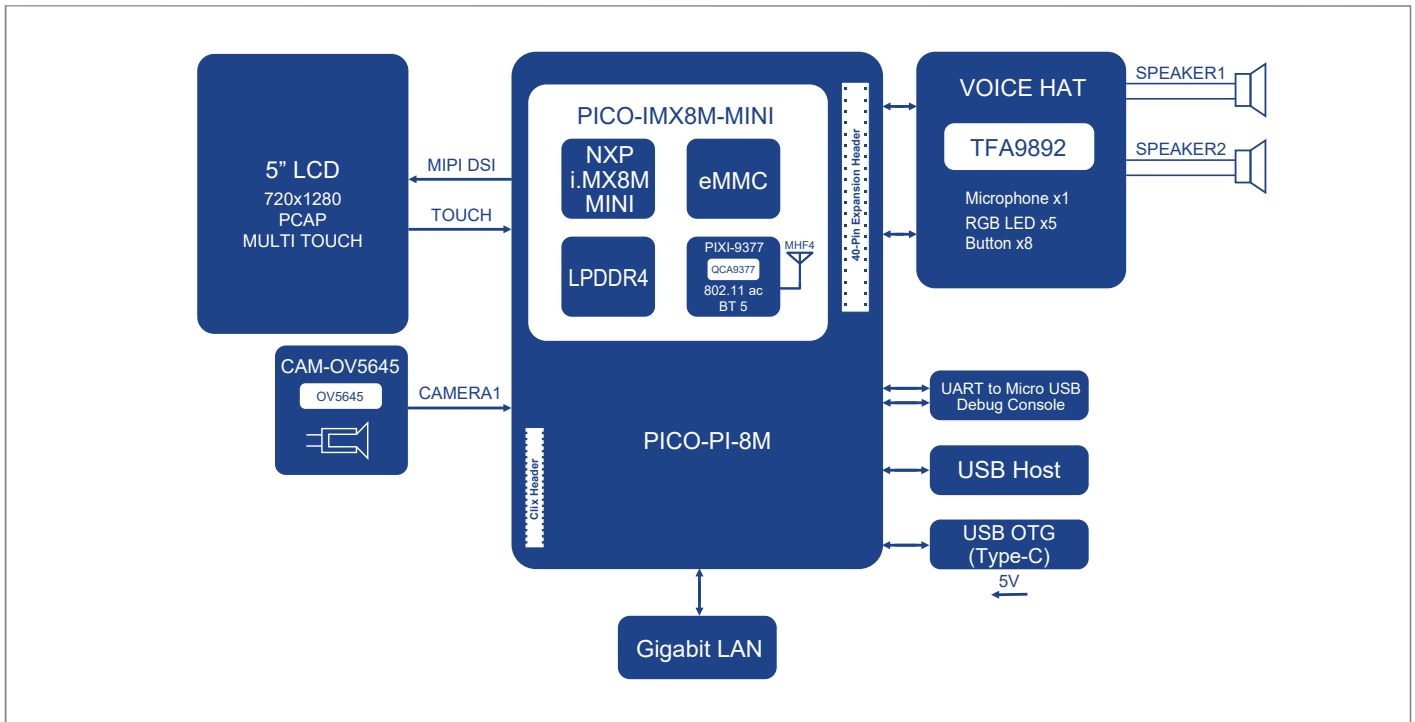 5” LCD
720x1280
PCAP
MULTI TOUCH
MIPI DSI
TOUCH
CAM-OV5645
OV5645
CAMERA1
PICO-IMX8M-MINI
NXP
i.MX8M
MINI
eMMC
LPDDR4
PIXI-9377
QCA9377
802.11 ac
BT 5
MHF4
40-Pin Expansion Header
PICO-PI-8M
Clix Header
VOICE HAT
TFA9892
Microphone x1
RGB LED x5
Button x8
SPEAKER1
SPEAKER2
UART to Micro USB
Debug Console
USB Host
USB OTG
(Type-C)
5V
Gigabit LAN